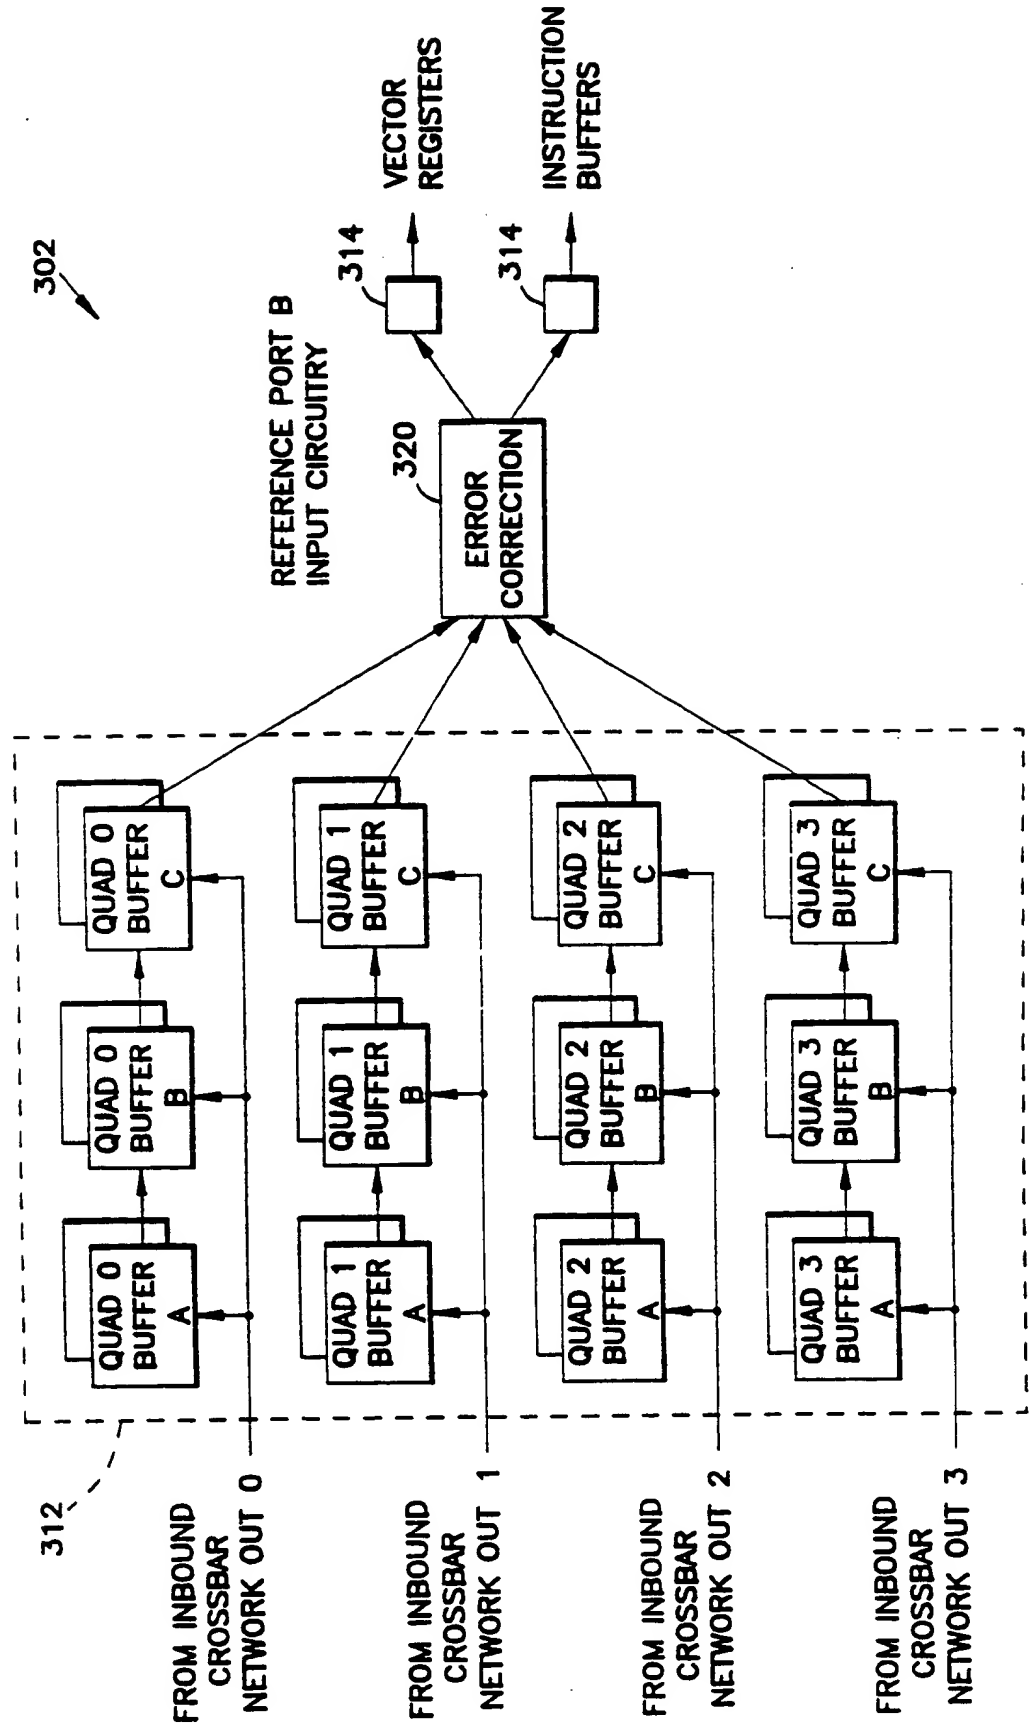 302
REFERENCE PORT B
INPUT CIRCUITRY
312
FROM INBOUND
CROSSBAR
NETWORK OUT 0
QUAD 0
BUFFER
A
QUAD 0
BUFFER
B
QUAD 0
BUFFER
C
FROM INBOUND
CROSSBAR
NETWORK OUT 1
QUAD 1
BUFFER
A
QUAD 1
BUFFER
B
QUAD 1
BUFFER
C
FROM INBOUND
CROSSBAR
NETWORK OUT 2
QUAD 2
BUFFER
A
QUAD 2
BUFFER
B
QUAD 2
BUFFER
C
FROM INBOUND
CROSSBAR
NETWORK OUT 3
QUAD 3
BUFFER
A
QUAD 3
BUFFER
B
QUAD 3
BUFFER
C
320
ERROR
CORRECTION
314
VECTOR
REGISTERS
314
INSTRUCTION
BUFFERS